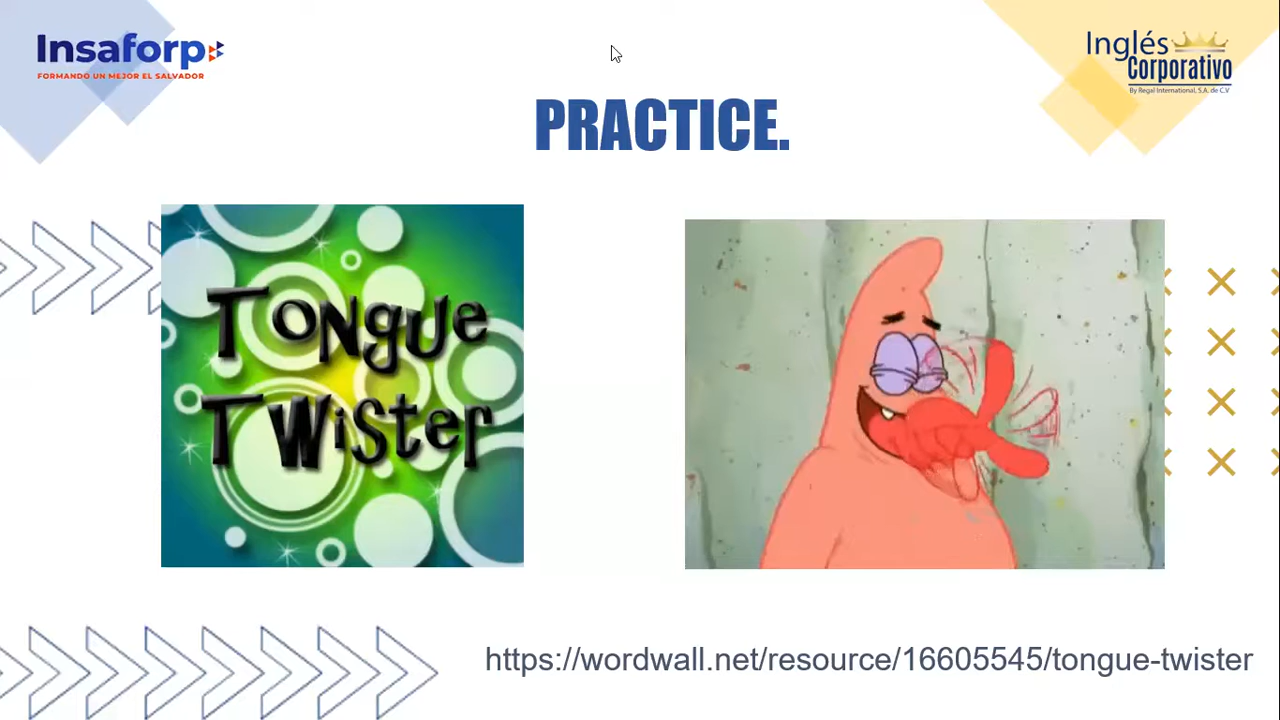 Insaforp
FORMANDO UN MEJOR EL SALVADOR
Inglés
Corporativo
By Regal International, S.A. de C.V
PRACTICE.
Tongue
Twister
https://wordwall.net/resource/16605545/tongue-twister